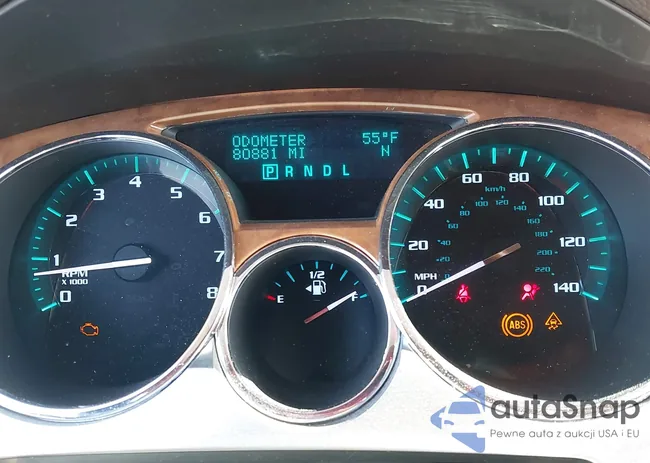 ODOMETER 55°F
80881 MI N
P R N D L
0 1 2 3 4 5 6 7 8
RPM
X 1000
E 1/2 F
0 20 40 60 80 100 120 140
km/h
0 20 40 60 80 100 120 140 160 180 200 220
MPH
ABS
autoSnap
Pewne auta z aukcji USA i EU